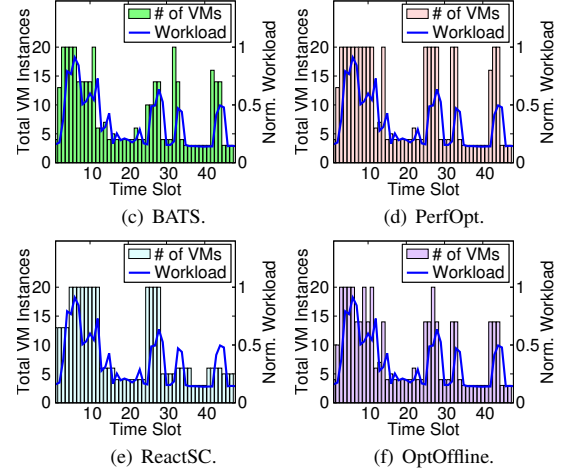 # of VMs
Workload
Total VM Instances
20
15
10
5
0
1
0.5
0
Norm. Workload
10 20 30 40
Time Slot
(c) BATS.
# of VMs
Workload
Total VM Instances
20
15
10
5
0
1
0.5
0
Norm. Workload
10 20 30 40
Time Slot
(d) PerfOpt.
# of VMs
Workload
Total VM Instances
20
15
10
5
0
1
0.5
0
Norm. Workload
10 20 30 40
Time Slot
(e) ReactSC.
# of VMs
Workload
Total VM Instances
20
15
10
5
0
1
0.5
0
Norm. Workload
10 20 30 40
Time Slot
(f) OptOffline.